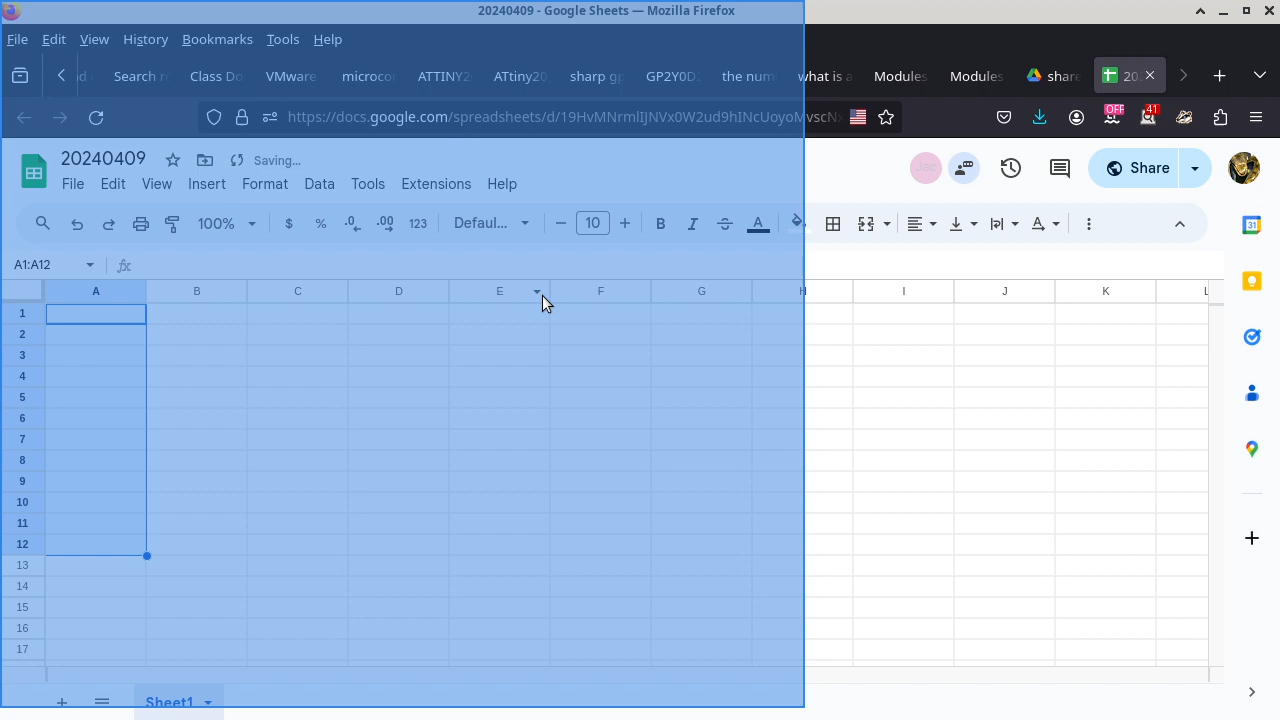 20240409 - Google Sheets — Mozilla Firefox
File Edit View History Bookmarks Tools Help
Search r Class Do VMware microco ATTINY2 ATtiny20 sharp gp GP2Y0D the num what is a Modules Modules share 20
https://docs.google.com/spreadsheets/d/19HvMNrmlIJNVx0W2ud9hINcUoyoMvscN OFF 41
20240409 Saving...
File Edit View Insert Format Data Tools Extensions Help
Share
100% $ % .0 .00 123 Defaul... 10 B I S A
A1:A12 fx
A B C D E F G H I J K L
1
2
3
4
5
6
7
8
9
10
11
12
13
14
15
16
17
Sheet1